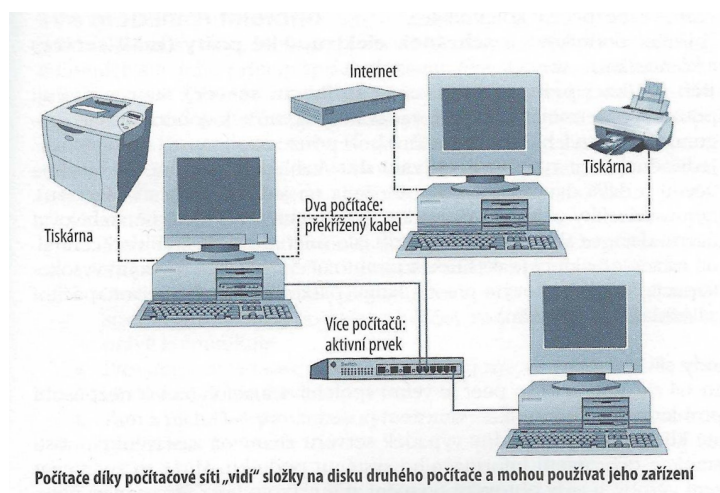 Internet
Tiskárna
Dva počítače:
překřížený kabel
Tiskárna
Více počítačů:
aktivní prvek
Switch
Počítače díky počítačové síti „vidí“ složky na disku druhého počítače a mohou používat jeho zařízení